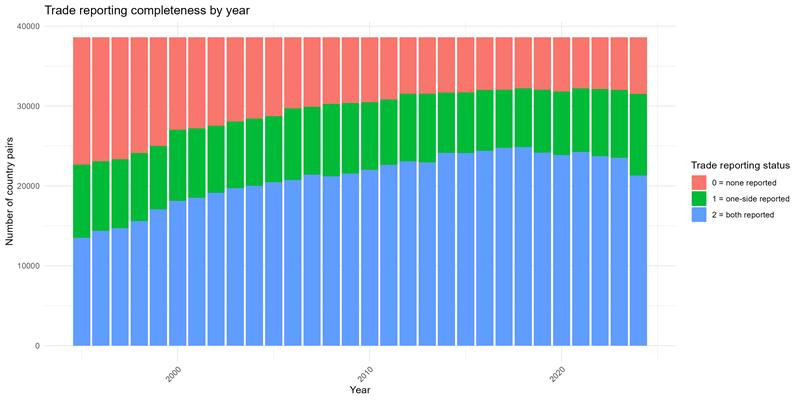 Trade reporting completeness by year
40000
30000
20000
10000
0
Number of country pairs
2000
2010
2020
Year
Trade reporting status
0 = none reported
1 = one-side reported
2 = both reported